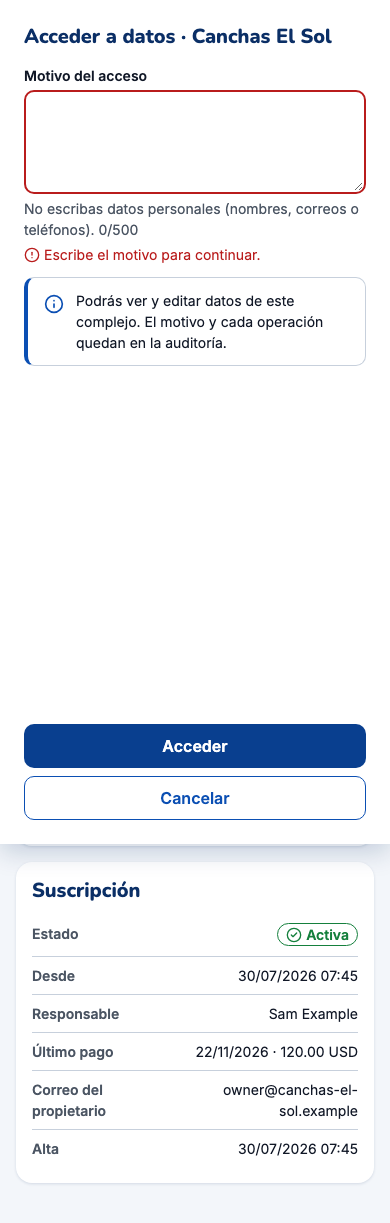 Acceder a datos · Canchas El Sol
Motivo del acceso
No escribas datos personales (nombres, correos o
teléfonos). 0/500
Escribe el motivo para continuar.
Podrás ver y editar datos de este
complejo. El motivo y cada operación
quedan en la auditoría.
Acceder
Cancelar
Suscripción
Estado Activa
Desde 30/07/2026 07:45
Responsable Sam Example
Último pago 22/11/2026 · 120.00 USD
Correo del owner@canchas-el-
propietario sol.example
Alta 30/07/2026 07:45